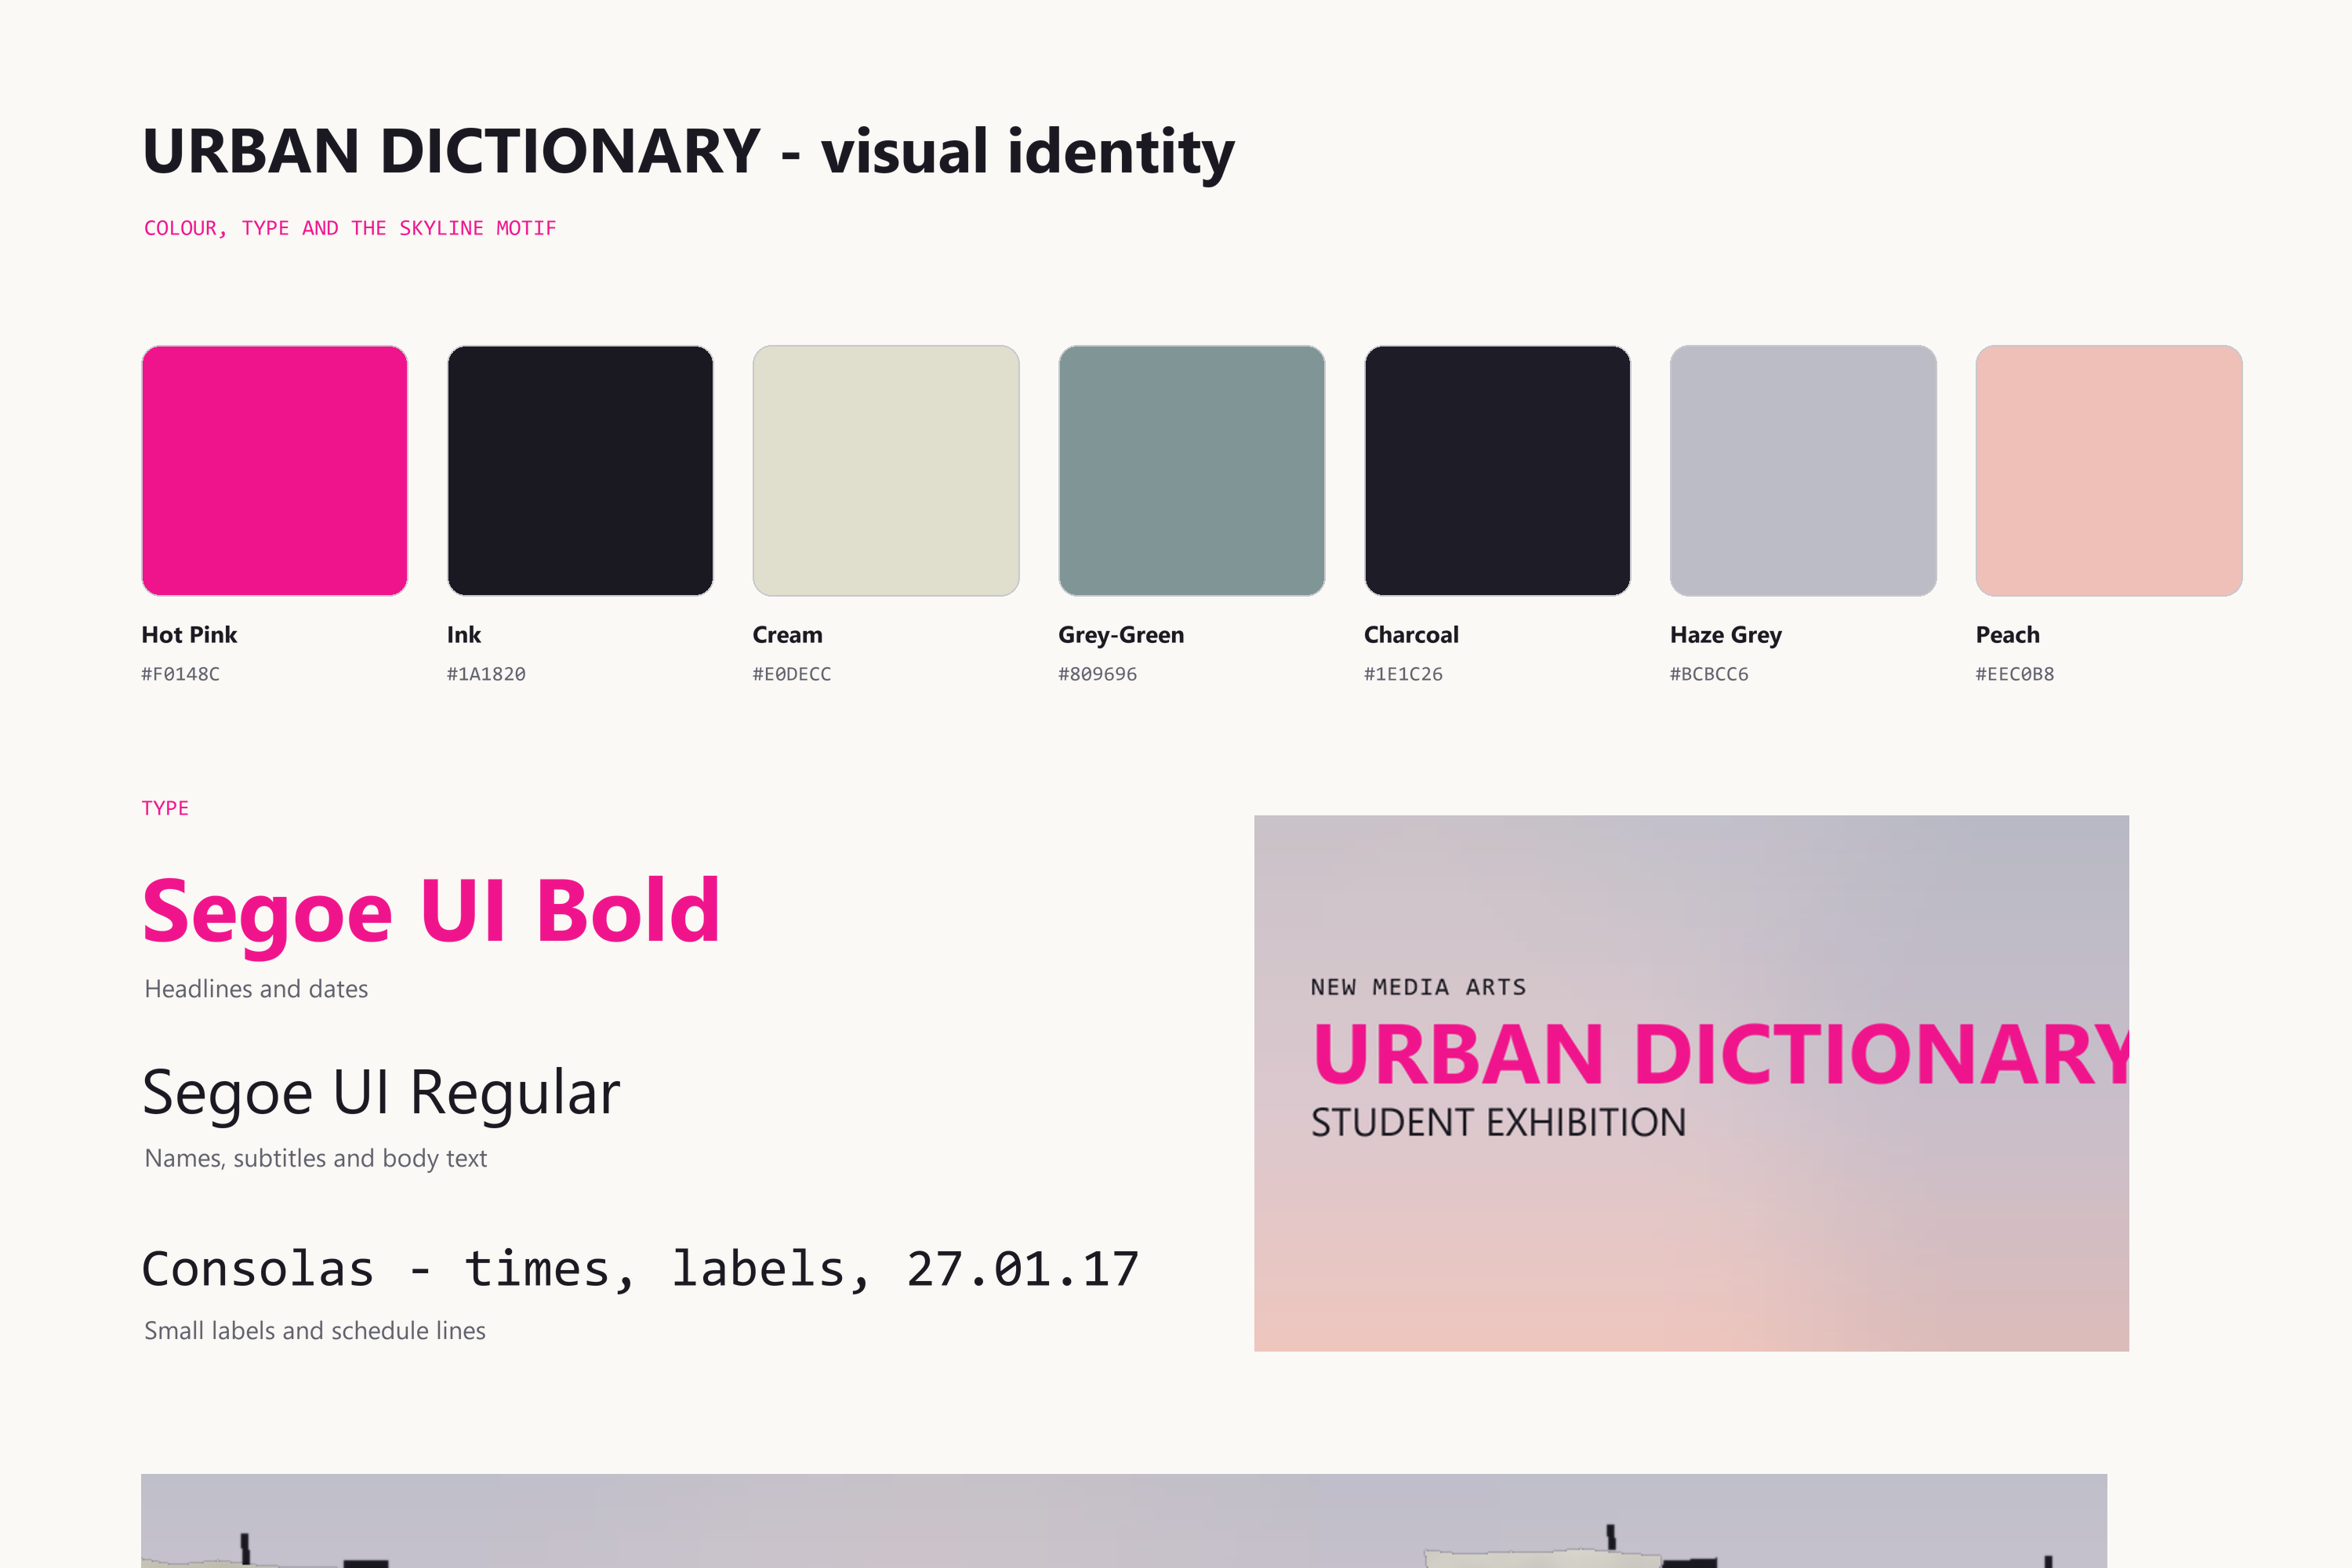 URBAN DICTIONARY - visual identity
COLOUR, TYPE AND THE SKYLINE MOTIF
Hot Pink
#F0148C
Ink
#1A1820
Cream
#E0DECC
Grey-Green
#809696
Charcoal
#1E1C26
Haze Grey
#BCBCC6
Peach
#EEC0B8
TYPE
Segoe UI Bold
Headlines and dates
Segoe UI Regular
Names, subtitles and body text
Consolas - times, labels, 27.01.17
Small labels and schedule lines
NEW MEDIA ARTS
URBAN DICTIONARY
STUDENT EXHIBITION